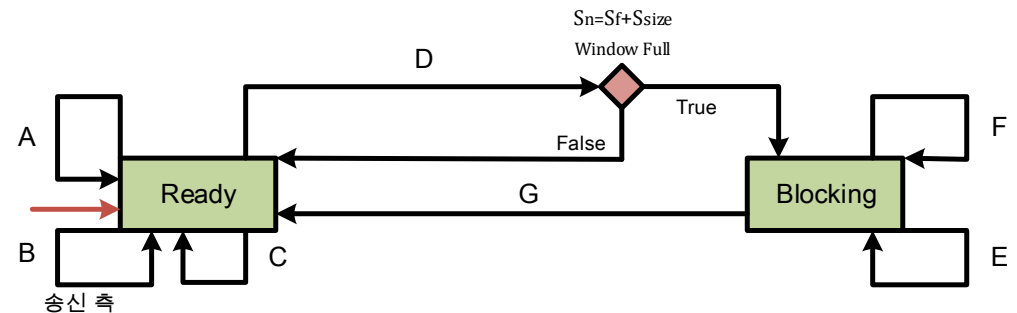 Sn=Sf+Ssize
Window Full
D
True
A
F
False
Ready
Blocking
G
B
C
E
송신 측